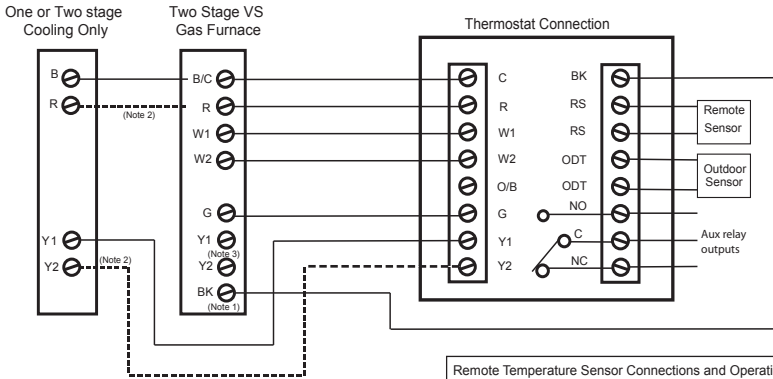 One or Two stage
Cooling Only
Two Stage VS
Gas Furnace
Thermostat Connection
B
R
(Note 2)
Y1
Y2
(Note 2)
B/C
R
W1
W2
G
Y1
(Note 3)
Y2
BK
(Note 1)
C
R
W1
W2
O/B
G
Y1
Y2
BK
RS
RS
ODT
ODT
NO
C
NC
Remote
Sensor
Outdoor
Sensor
Aux relay
outputs
Remote Temperature Sensor Connections and Operati